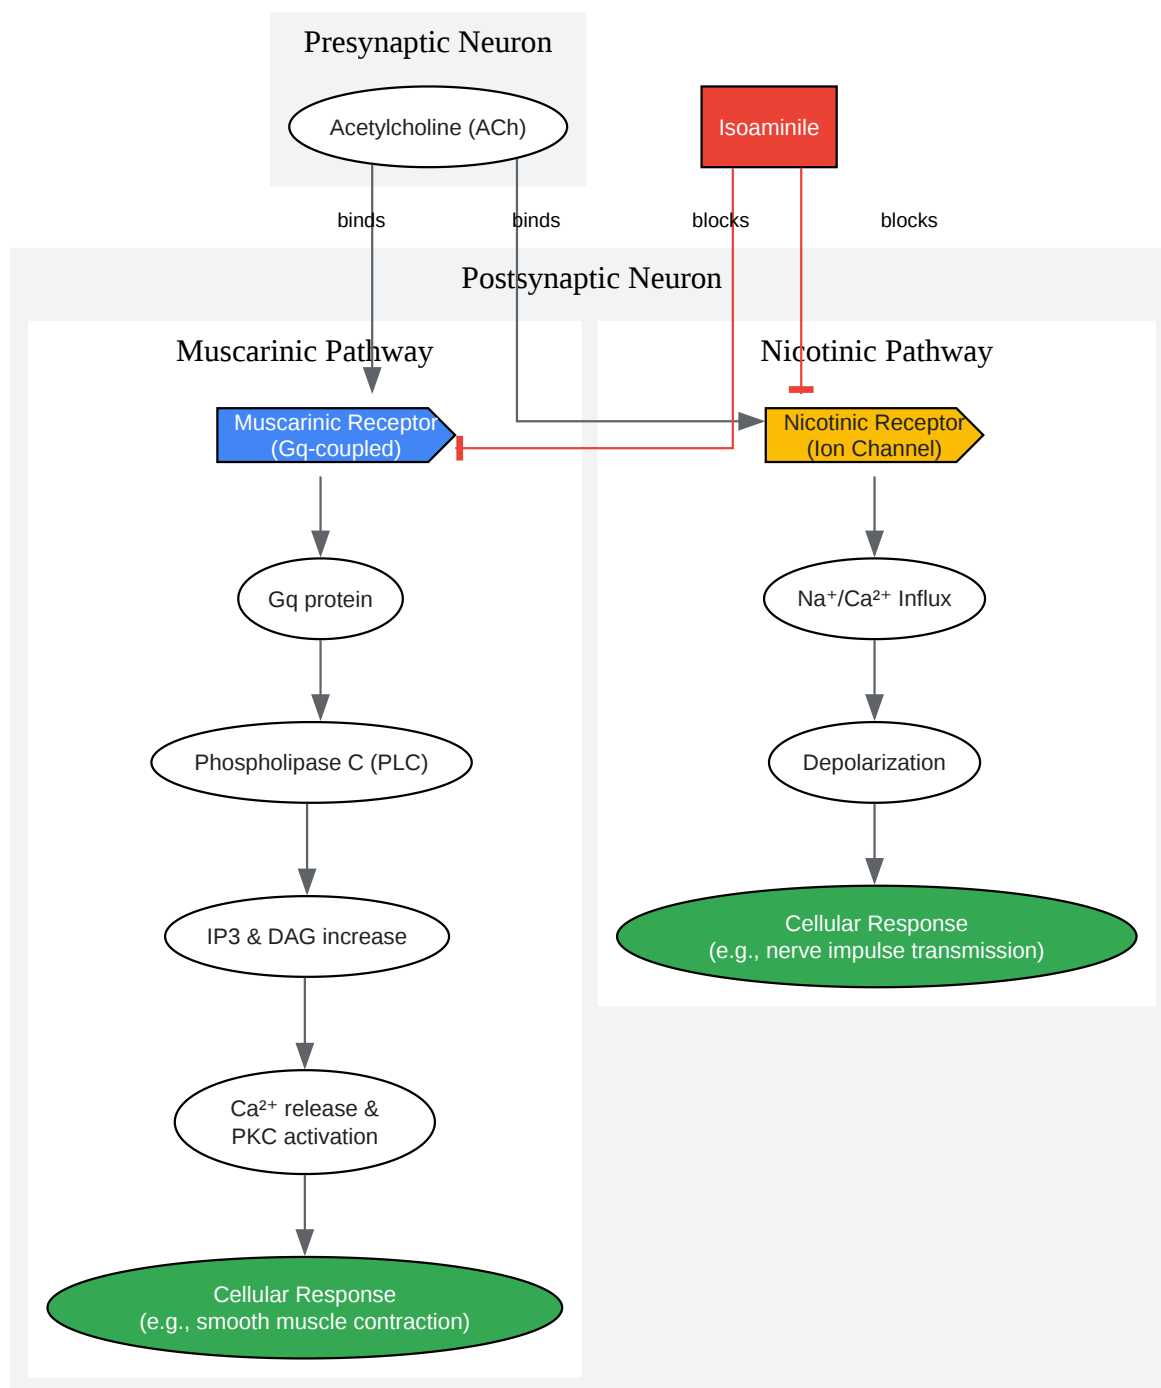 Presynaptic Neuron
Acetylcholine (ACh)
Isoaminile
binds
binds
blocks
blocks
Postsynaptic Neuron
Muscarinic Pathway
Nicotinic Pathway
Muscarinic Receptor
(Gq-coupled)
Nicotinic Receptor
(Ion Channel)
Gq protein
Na⁺/Ca²⁺ Influx
Phospholipase C (PLC)
Depolarization
IP3 & DAG increase
Cellular Response
(e.g., nerve impulse transmission)
Ca²⁺ release &
PKC activation
Cellular Response
(e.g., smooth muscle contraction)